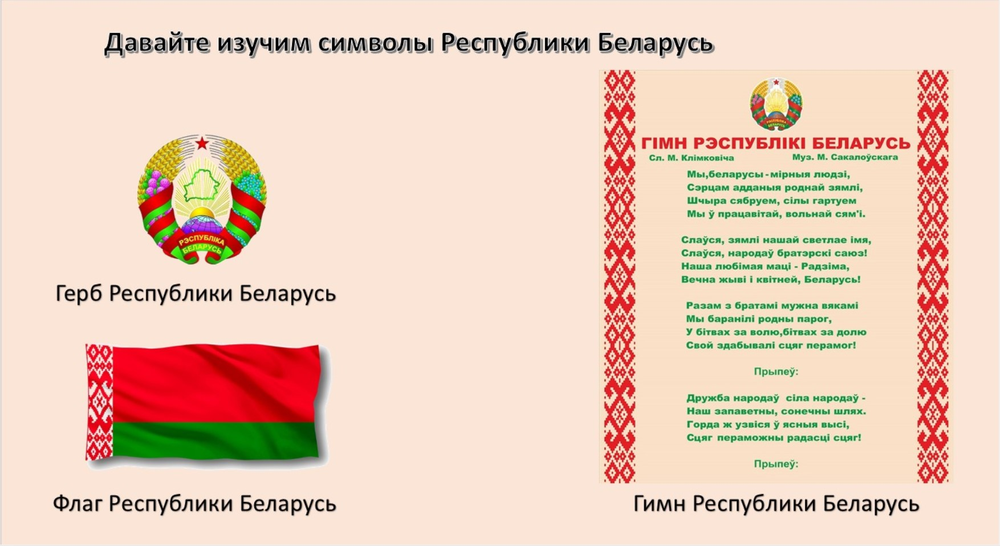 Давайте изучим символы Республики Беларусь
РЭСПУБЛІКА
БЕЛАРУСЬ
Герб Республики Беларусь
Флаг Республики Беларусь
РЭСПУБЛІКА
БЕЛАРУСЬ
ГІМН РЭСПУБЛІКІ БЕЛАРУСЬ
Сл. М. Клімковіча Муз. М. Сакалоўскага
Мы,беларусы - мірныя людзі,
Сэрцам адданыя роднай зямлі,
Шчыра сябруем, сілы гартуем
Мы ў працавітай, вольнай сям'і.
Слаўся, зямлі нашай светлае імя,
Слаўся, народаў братэрскі саюз!
Наша любімая маці - Радзіма,
Вечна жыві і квітней, Беларусь!
Разам з братамі мужна вякамі
Мы баранілі родны парог,
У бітвах за волю,бітвах за долю
Свой здабывалі сцяг перамог!
Прыпеў:
Дружба народаў сіла народаў -
Наш запаветны, сонечны шлях.
Горда ж узвіся ў ясныя высі,
Сцяг пераможны радасці сцяг!
Прыпеў:
Гимн Республики Беларусь